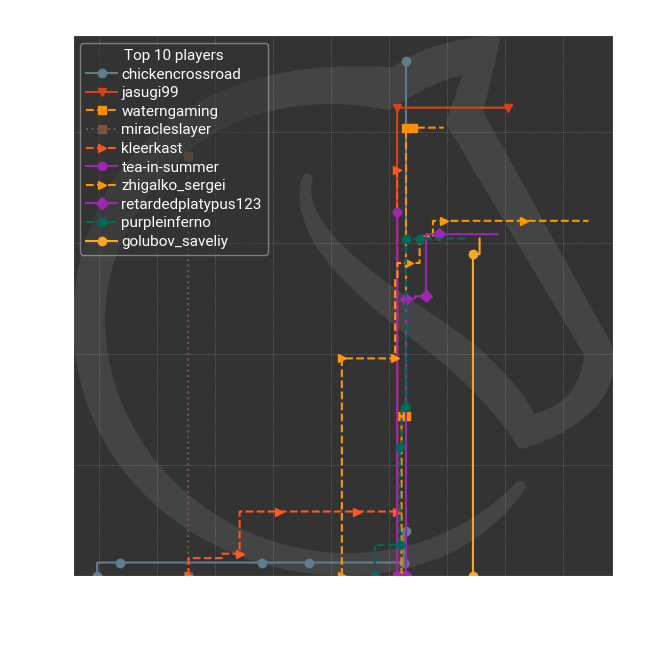 Top 10 players
chickencrossroad
jasugi99
waterngaming
miracleslayer
kleerkast
tea-in-summer
zhigalko_sergei
retardedplatypus123
purpleinferno
golubov_saveliy